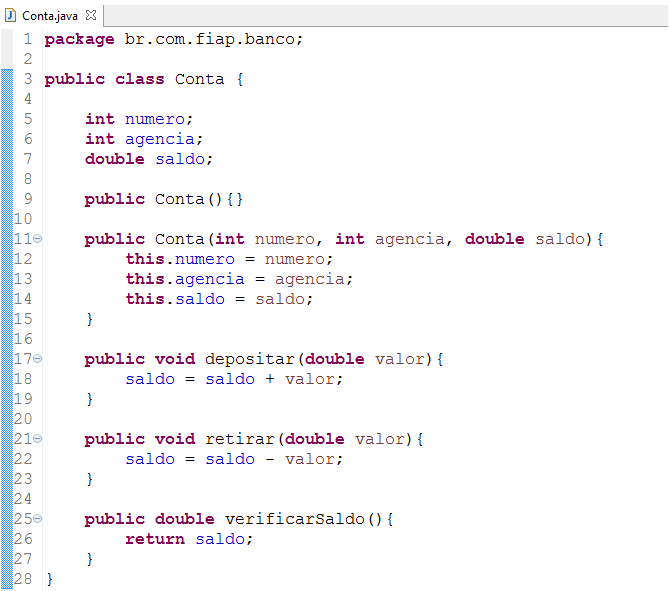 Conta.java
1 package br.com.fiap.banco;
2
3 public class Conta {
4
5 int numero;
6 int agencia;
7 double saldo;
8
9 public Conta(){}
10
11 public Conta(int numero, int agencia, double saldo){
12 this.numero = numero;
13 this.agencia = agencia;
14 this.saldo = saldo;
15 }
16
17 public void depositar(double valor){
18 saldo = saldo + valor;
19 }
20
21 public void retirar(double valor){
22 saldo = saldo - valor;
23 }
24
25 public double verificarSaldo(){
26 return saldo;
27 }
28 }